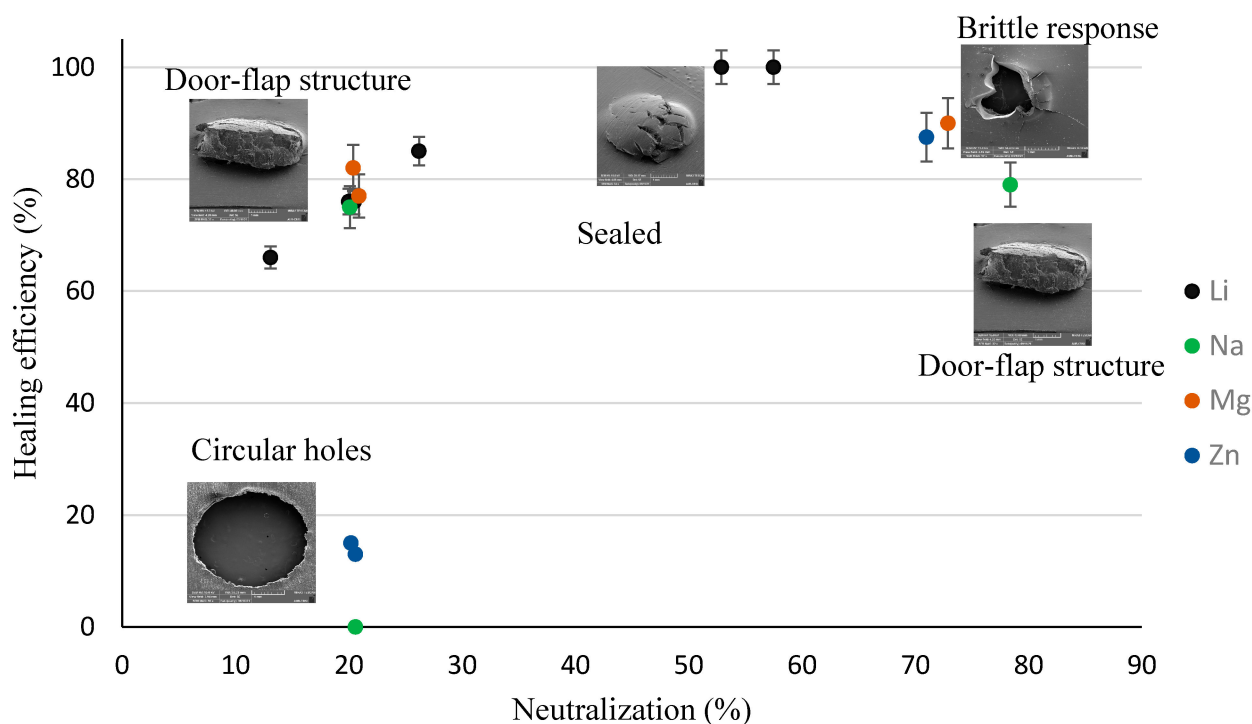 Brittle response
Door-flap structure
100
80
Sealed
60
Door-flap structure
40
Circular holes
20
0
0 10 20 30 40 50 60 70 80 90
Neutralization (%)
Healing efficiency (%)
Li
Na
Mg
Zn